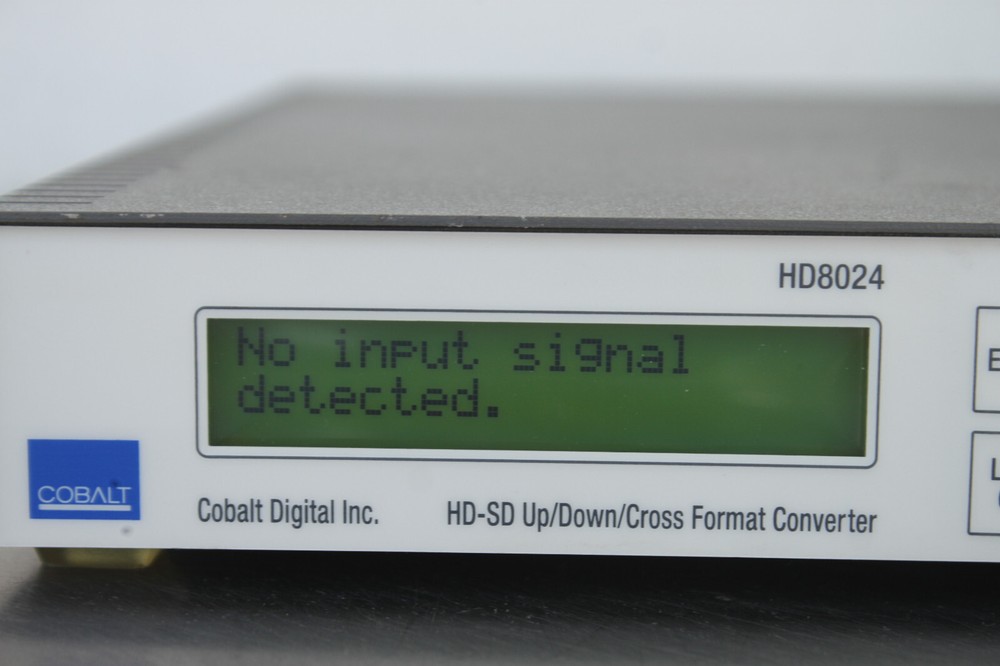 HD8024
No input signal
detected.
COBALT
Cobalt Digital Inc.
HD-SD Up/Down/Cross Format Converter